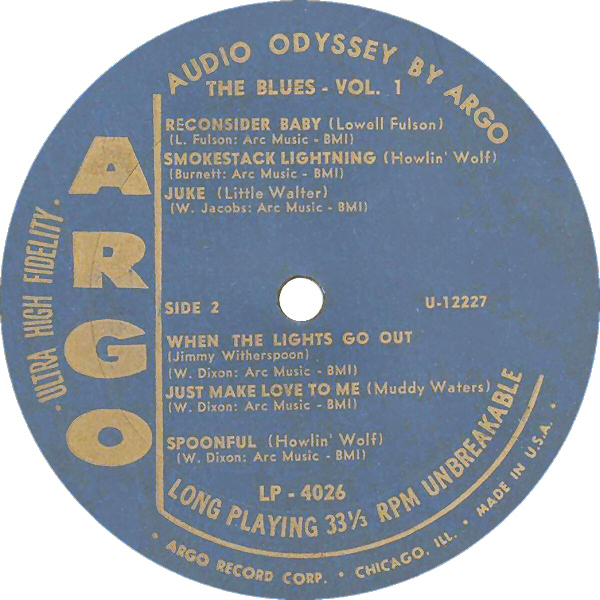 AUDIO ODYSSEY BY ARGO
THE BLUES - VOL. 1
RECONSIDER BABY (Lowell Fulson)
(L. Fulson: Arc Music - BMI)
SMOKESTACK LIGHTNING (Howlin' Wolf)
(Burnett: Arc Music - BMI)
JUKE (Little Walter)
(W. Jacobs: Arc Music - BMI)
ARGO
• ULTRA HIGH FIDELITY •
SIDE 2
U-12227
WHEN THE LIGHTS GO OUT
(Jimmy Witherspoon)
(W. Dixon: Arc Music - BMI)
JUST MAKE LOVE TO ME (Muddy Waters)
(W. Dixon: Arc Music - BMI)
SPOONFUL (Howlin' Wolf)
(W. Dixon: Arc Music - BMI)
LP - 4026
LONG PLAYING 33⅓ RPM UNBREAKABLE
• ARGO RECORD CORP. • CHICAGO, ILL. • MADE IN U.S.A. •